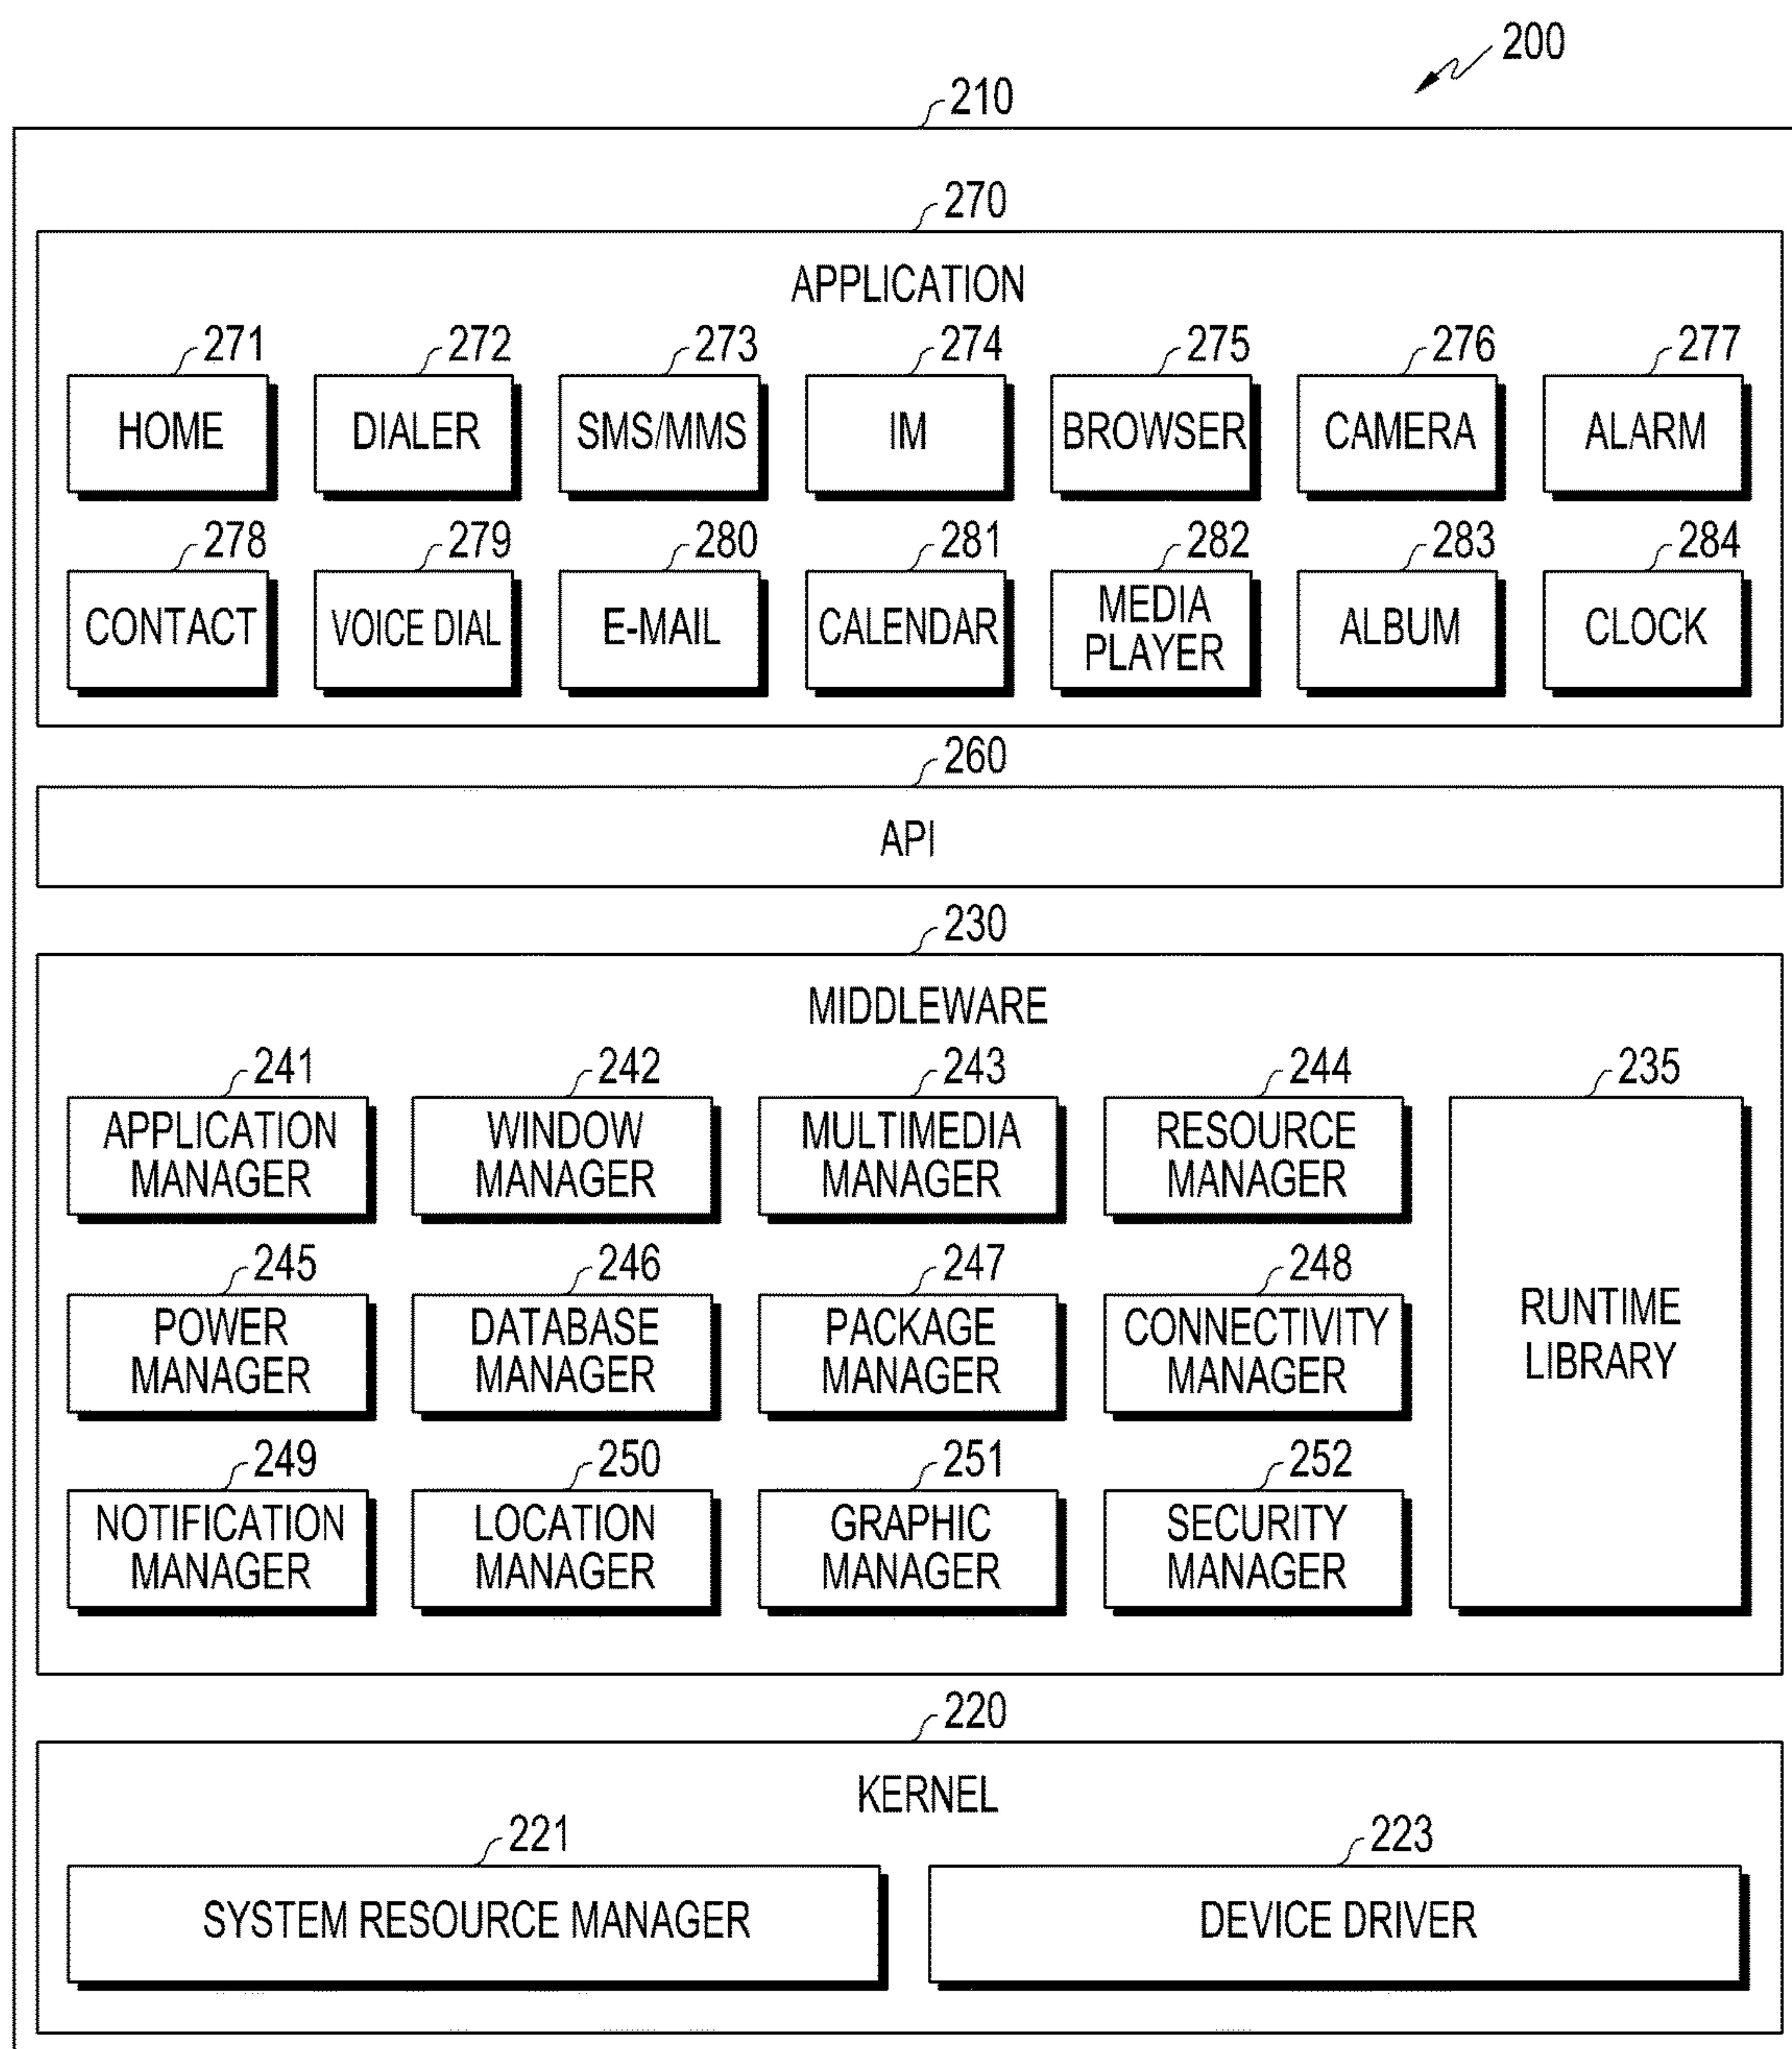 200
210
270
APPLICATION
271 272 273 274 275 276 277
HOME DIALER SMS/MMS IM BROWSER CAMERA ALARM
278 279 280 281 282 283 284
CONTACT VOICE DIAL E-MAIL CALENDAR MEDIA PLAYER ALBUM CLOCK
260
API
230
MIDDLEWARE
241 242 243 244 235
APPLICATION MANAGER
WINDOW MANAGER
MULTIMEDIA MANAGER
RESOURCE MANAGER
RUNTIME LIBRARY
245 246 247 248
POWER MANAGER
DATABASE MANAGER
PACKAGE MANAGER
CONNECTIVITY MANAGER
249 250 251 252
NOTIFICATION MANAGER
LOCATION MANAGER
GRAPHIC MANAGER
SECURITY MANAGER
220
KERNEL
221 223
SYSTEM RESOURCE MANAGER DEVICE DRIVER